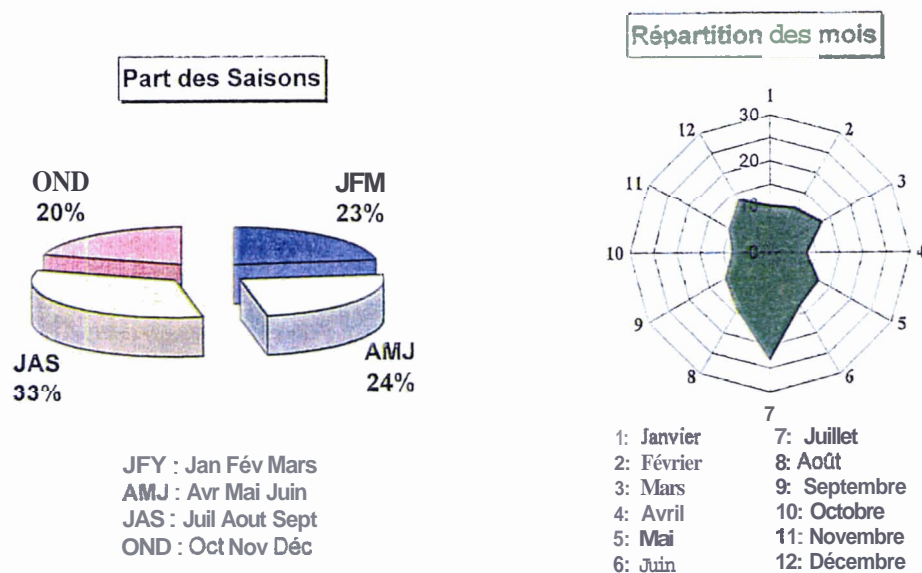 Part des Saisons
OND
20%
JFM
23%
JAS
33%
AMJ
24%
JFY : Jan Fév Mars
AMJ : Avr Mai Juin
JAS : Juil Aout Sept
OND : Oct Nov Déc
Répartition des mois
1
2
3
4
5
6
7
8
9
10
11
12
30
20
10
0
1: Janvier
2: Février
3: Mars
4: Avril
5: Mai
6: Juin
7: Juillet
8: Août
9: Septembre
10: Octobre
11: Novembre
12: Décembre